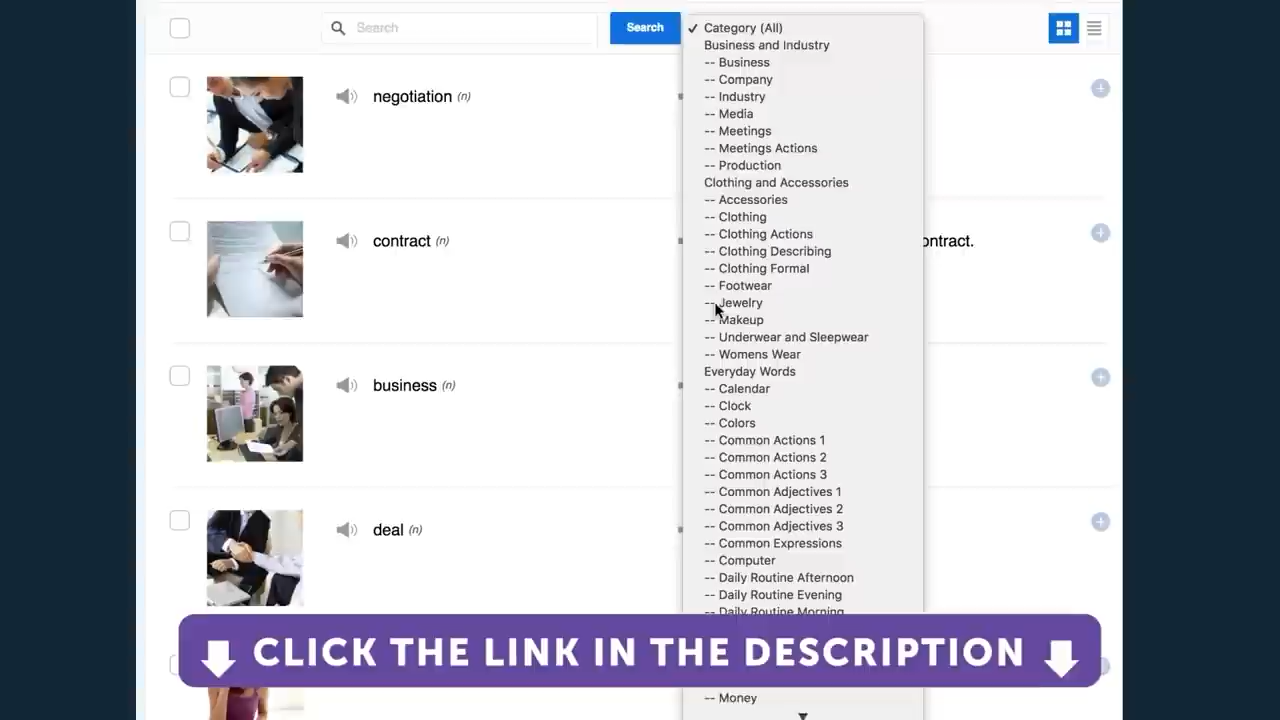 Search
Search
✓ Category (All)
Business and Industry
-- Business
-- Company
-- Industry
-- Media
-- Meetings
-- Meetings Actions
-- Production
Clothing and Accessories
-- Accessories
-- Clothing
-- Clothing Actions
-- Clothing Describing
-- Clothing Formal
-- Footwear
-- Jewelry
-- Makeup
-- Underwear and Sleepwear
-- Womens Wear
Everyday Words
-- Calendar
-- Clock
-- Colors
-- Common Actions 1
-- Common Actions 2
-- Common Actions 3
-- Common Adjectives 1
-- Common Adjectives 2
-- Common Adjectives 3
-- Common Expressions
-- Computer
-- Daily Routine Afternoon
-- Daily Routine Evening
-- Daily Routine Morning
-- Money
negotiation (n)
contract (n)
ontract.
business (n)
deal (n)
CLICK THE LINK IN THE DESCRIPTION